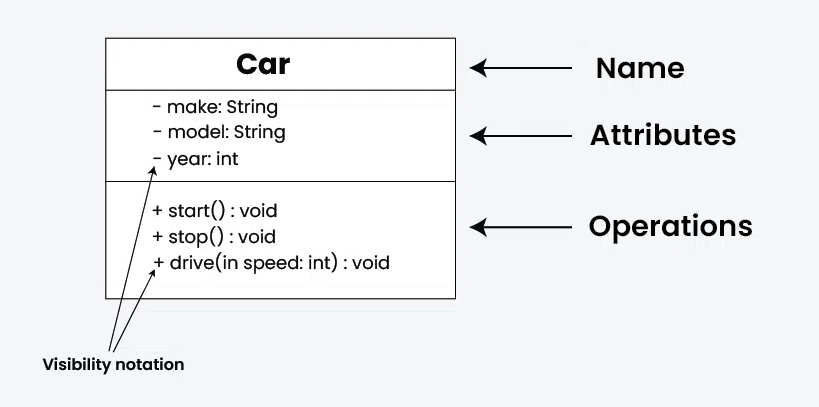 Car
Name
- make: String
- model: String
Attributes
- year: int
+ start() : void
+ stop() : void
Operations
+ drive(in speed: int) : void
Visibility notation